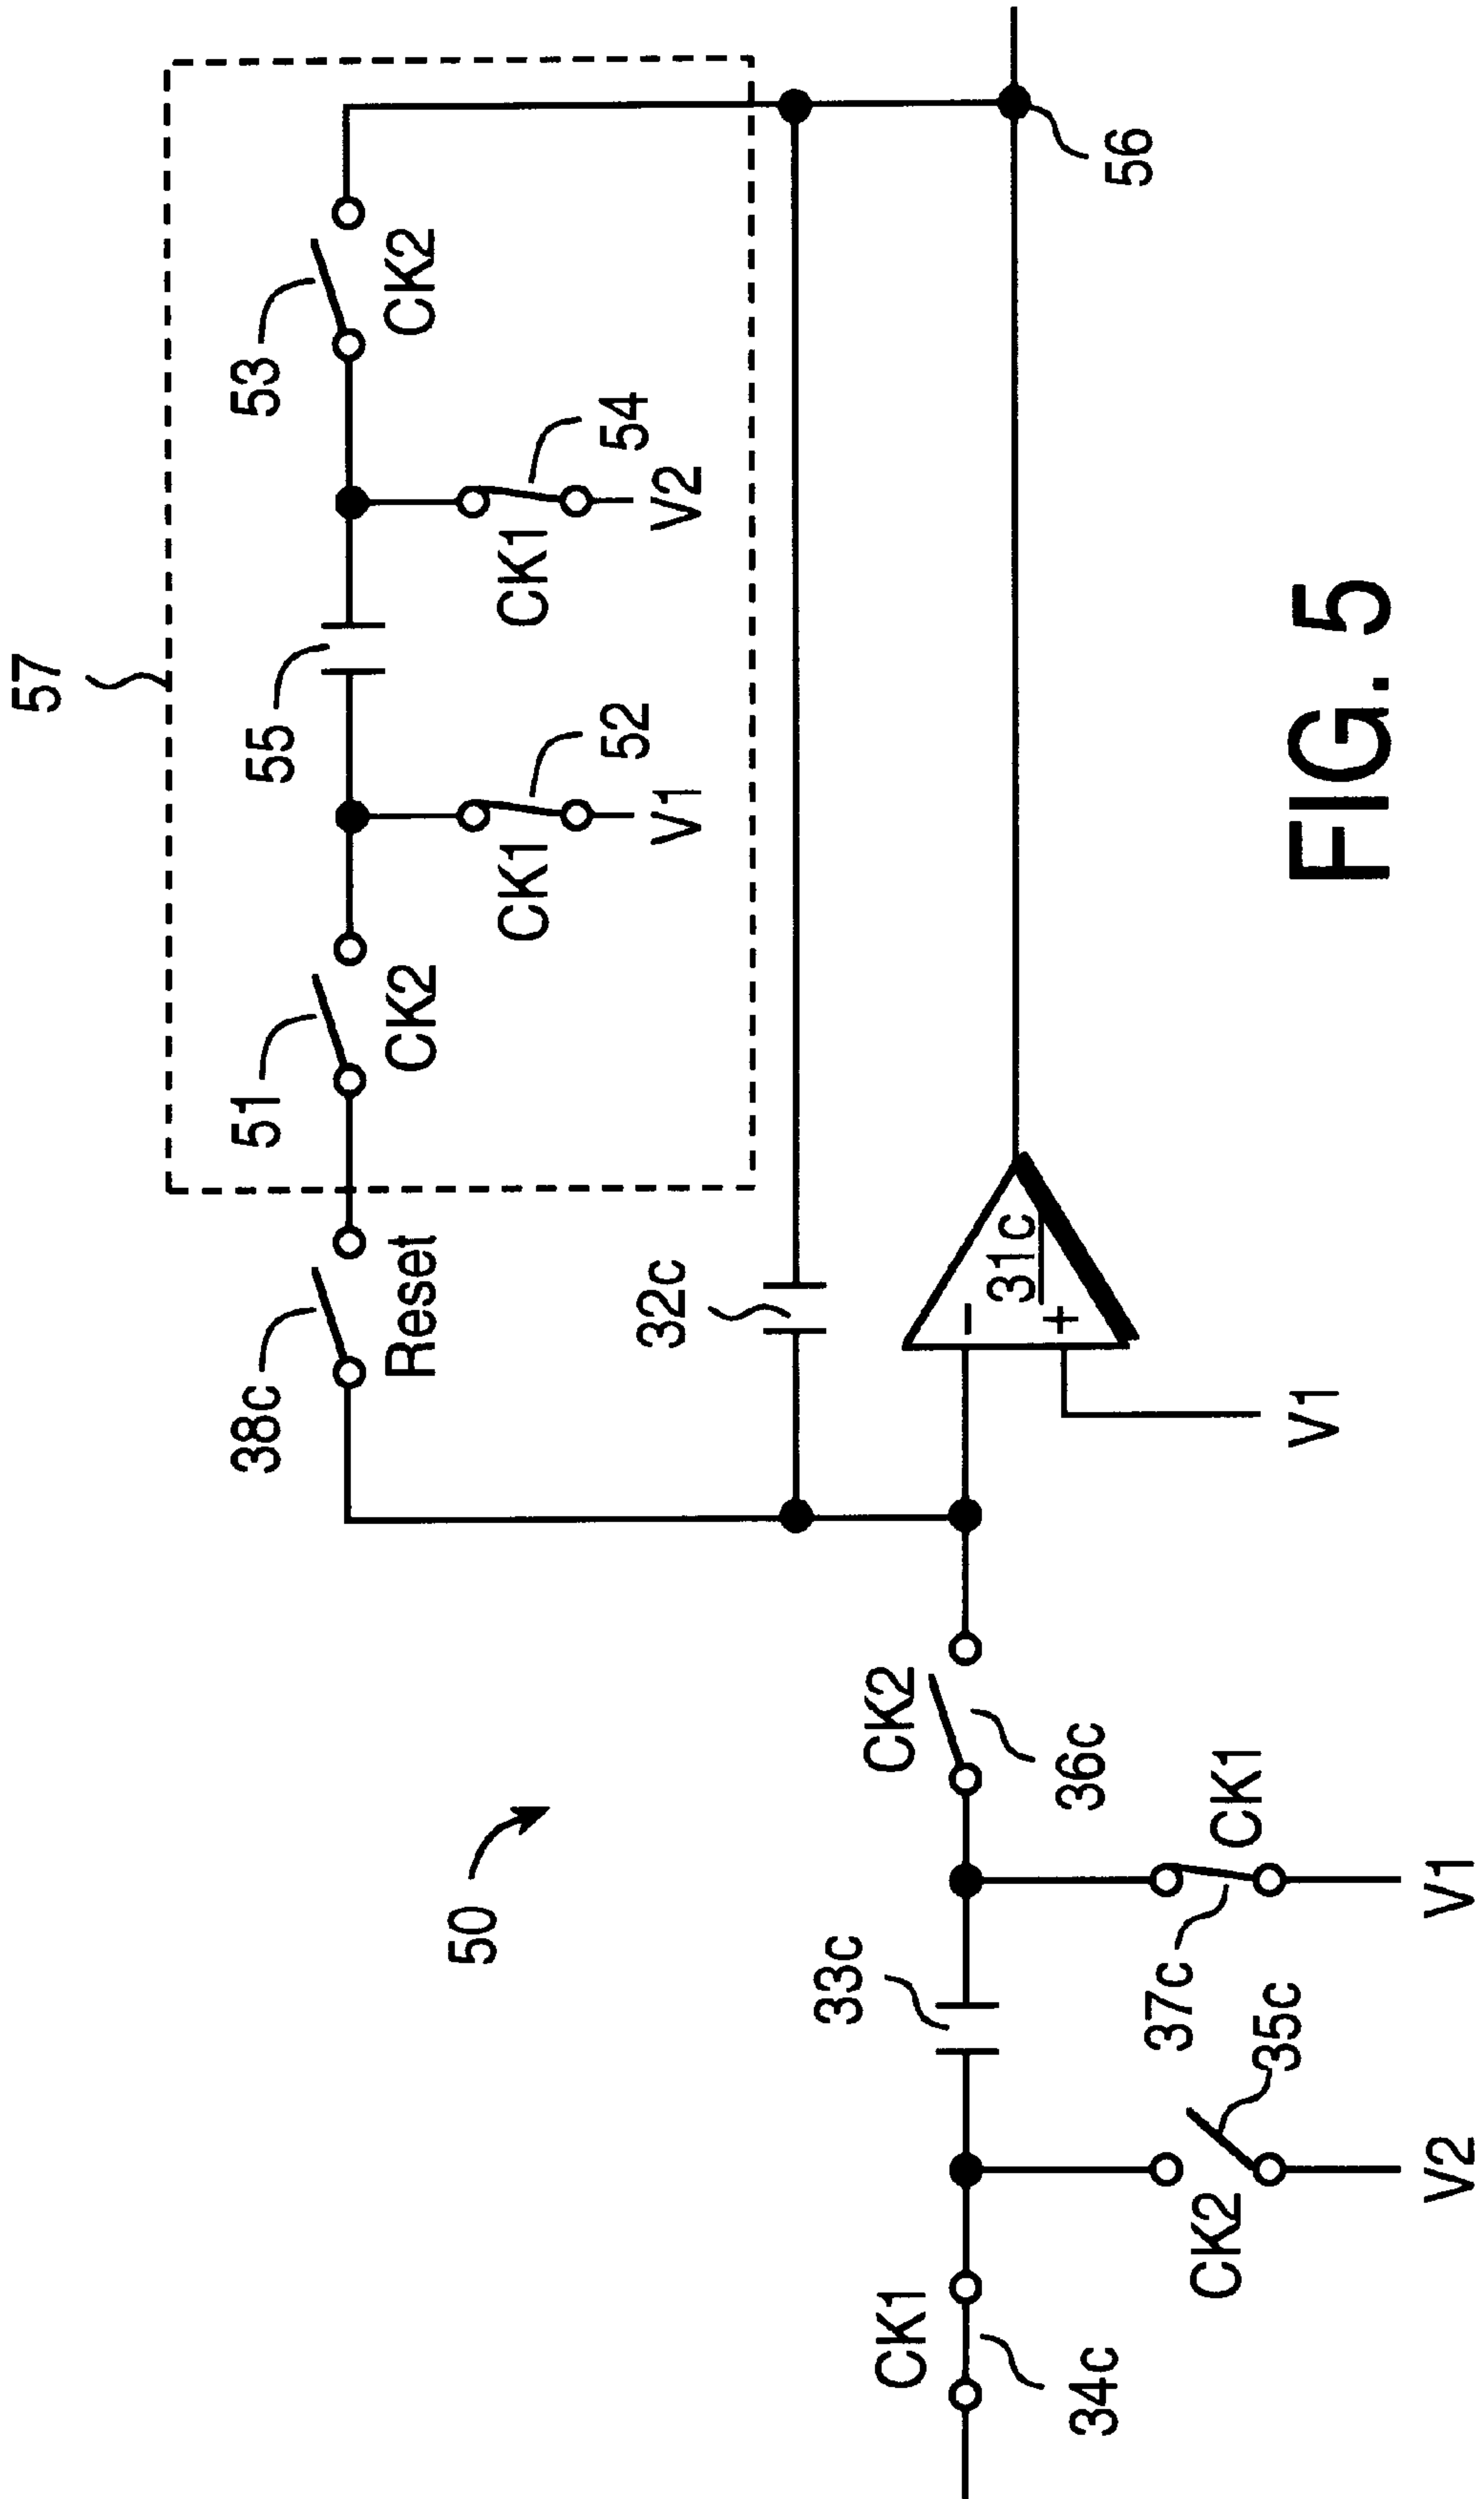 57
53
CK2
54
V2
CK1
55
52
V1
CK1
51
CK2
38c
Reset
32c
31c
−
+
V1
56
50
CK2
36c
33c
37c
CK1
V1
35c
CK2
V2
CK1
34c
FIG. 5